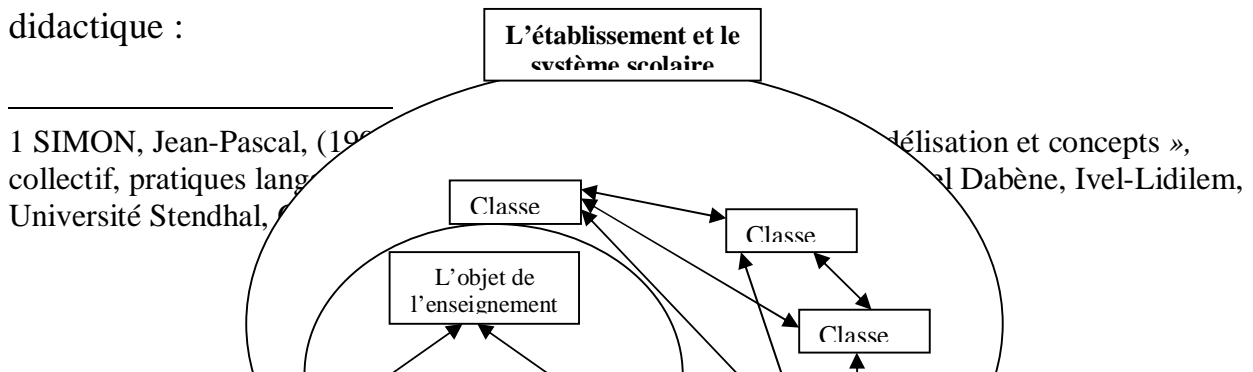 didactique :
L’établissement et le
système scolaire
1 SIMON, Jean-Pascal, (19 délisation et concepts »,
collectif, pratiques lang l Dabène, Ivel-Lidilem,
Université Stendhal,
Classe
Classe
L’objet de
l’enseignement
Classe